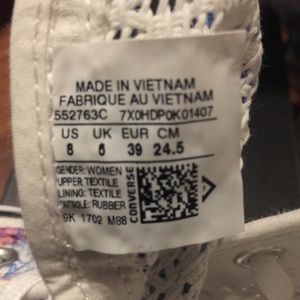 MADE IN VIETNAM
FABRIQUE AU VIETNAM
552763C 7X0HDP0K01407
US UK EUR CM
8 6 39 24.5
GENDER: WOMEN
UPPER:TEXTILE
LINING: TEXTILE
OUTSOLE: RUBBER
9K 1702 M88
CONVERSE